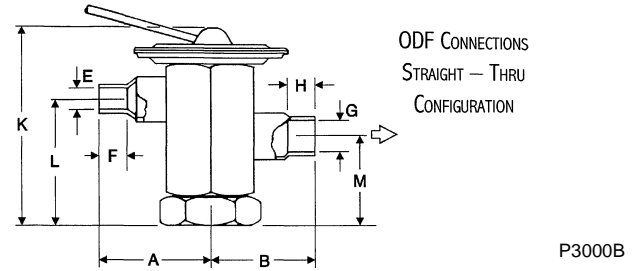 ODF CONNECTIONS
STRAIGHT – THRU
CONFIGURATION
E
H
K
G
L
F
M
A
B
P3000B